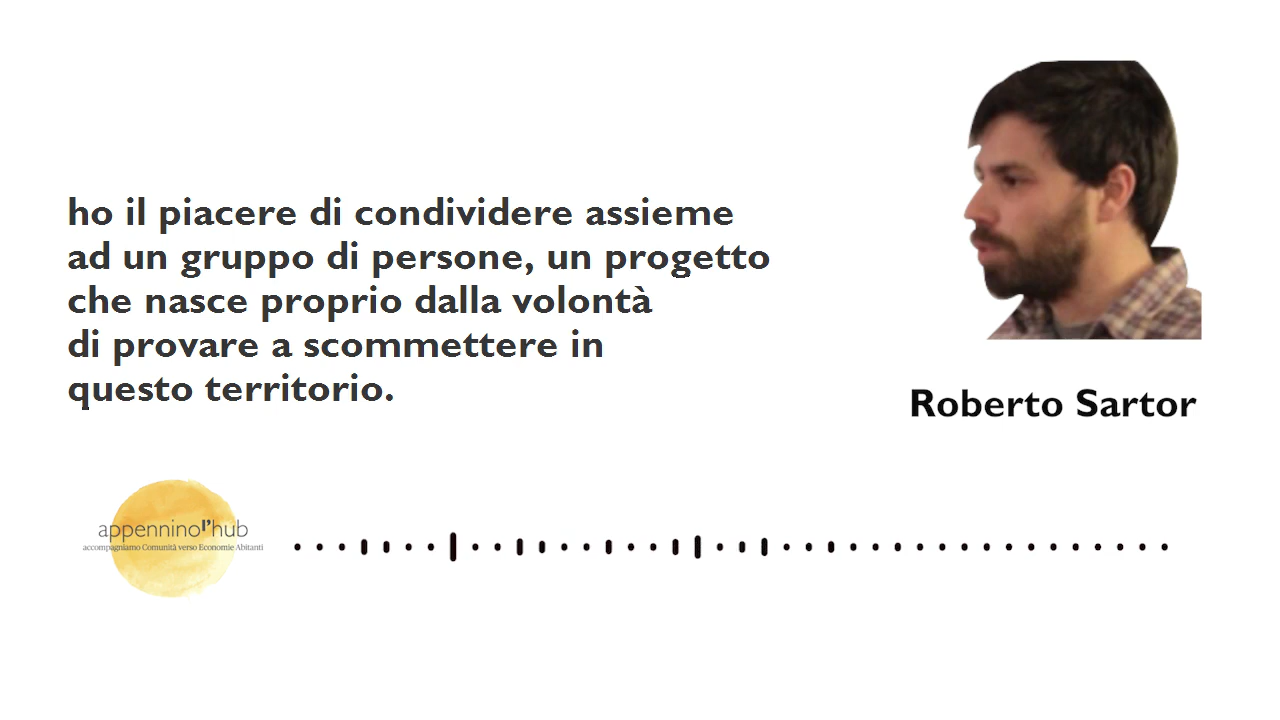 ho il piacere di condividere assieme
ad un gruppo di persone, un progetto
che nasce proprio dalla volontà
di provare a scommettere in
questo territorio.
Roberto Sartor
appenninol'hub
accompagniamo Comunità verso Economie Abitanti